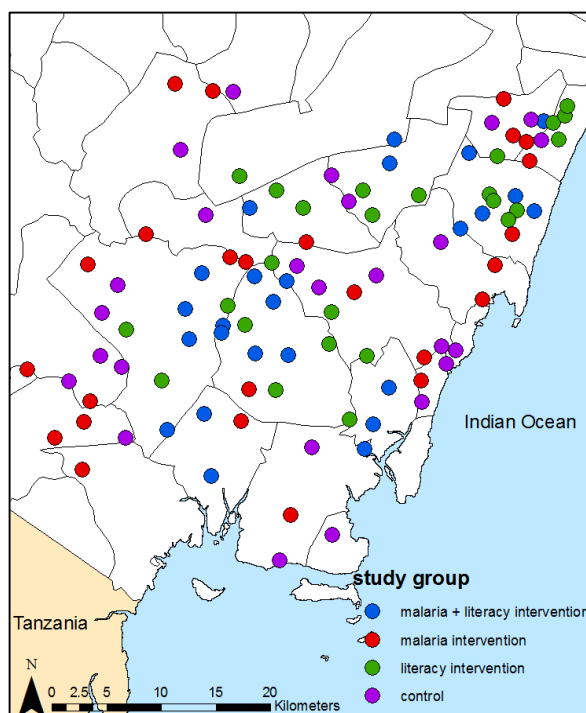 Indian Ocean
study group
malaria + literacy intervention
malaria intervention
literacy intervention
control
Tanzania
N
0 2.5 5 10 15 20
Kilometers